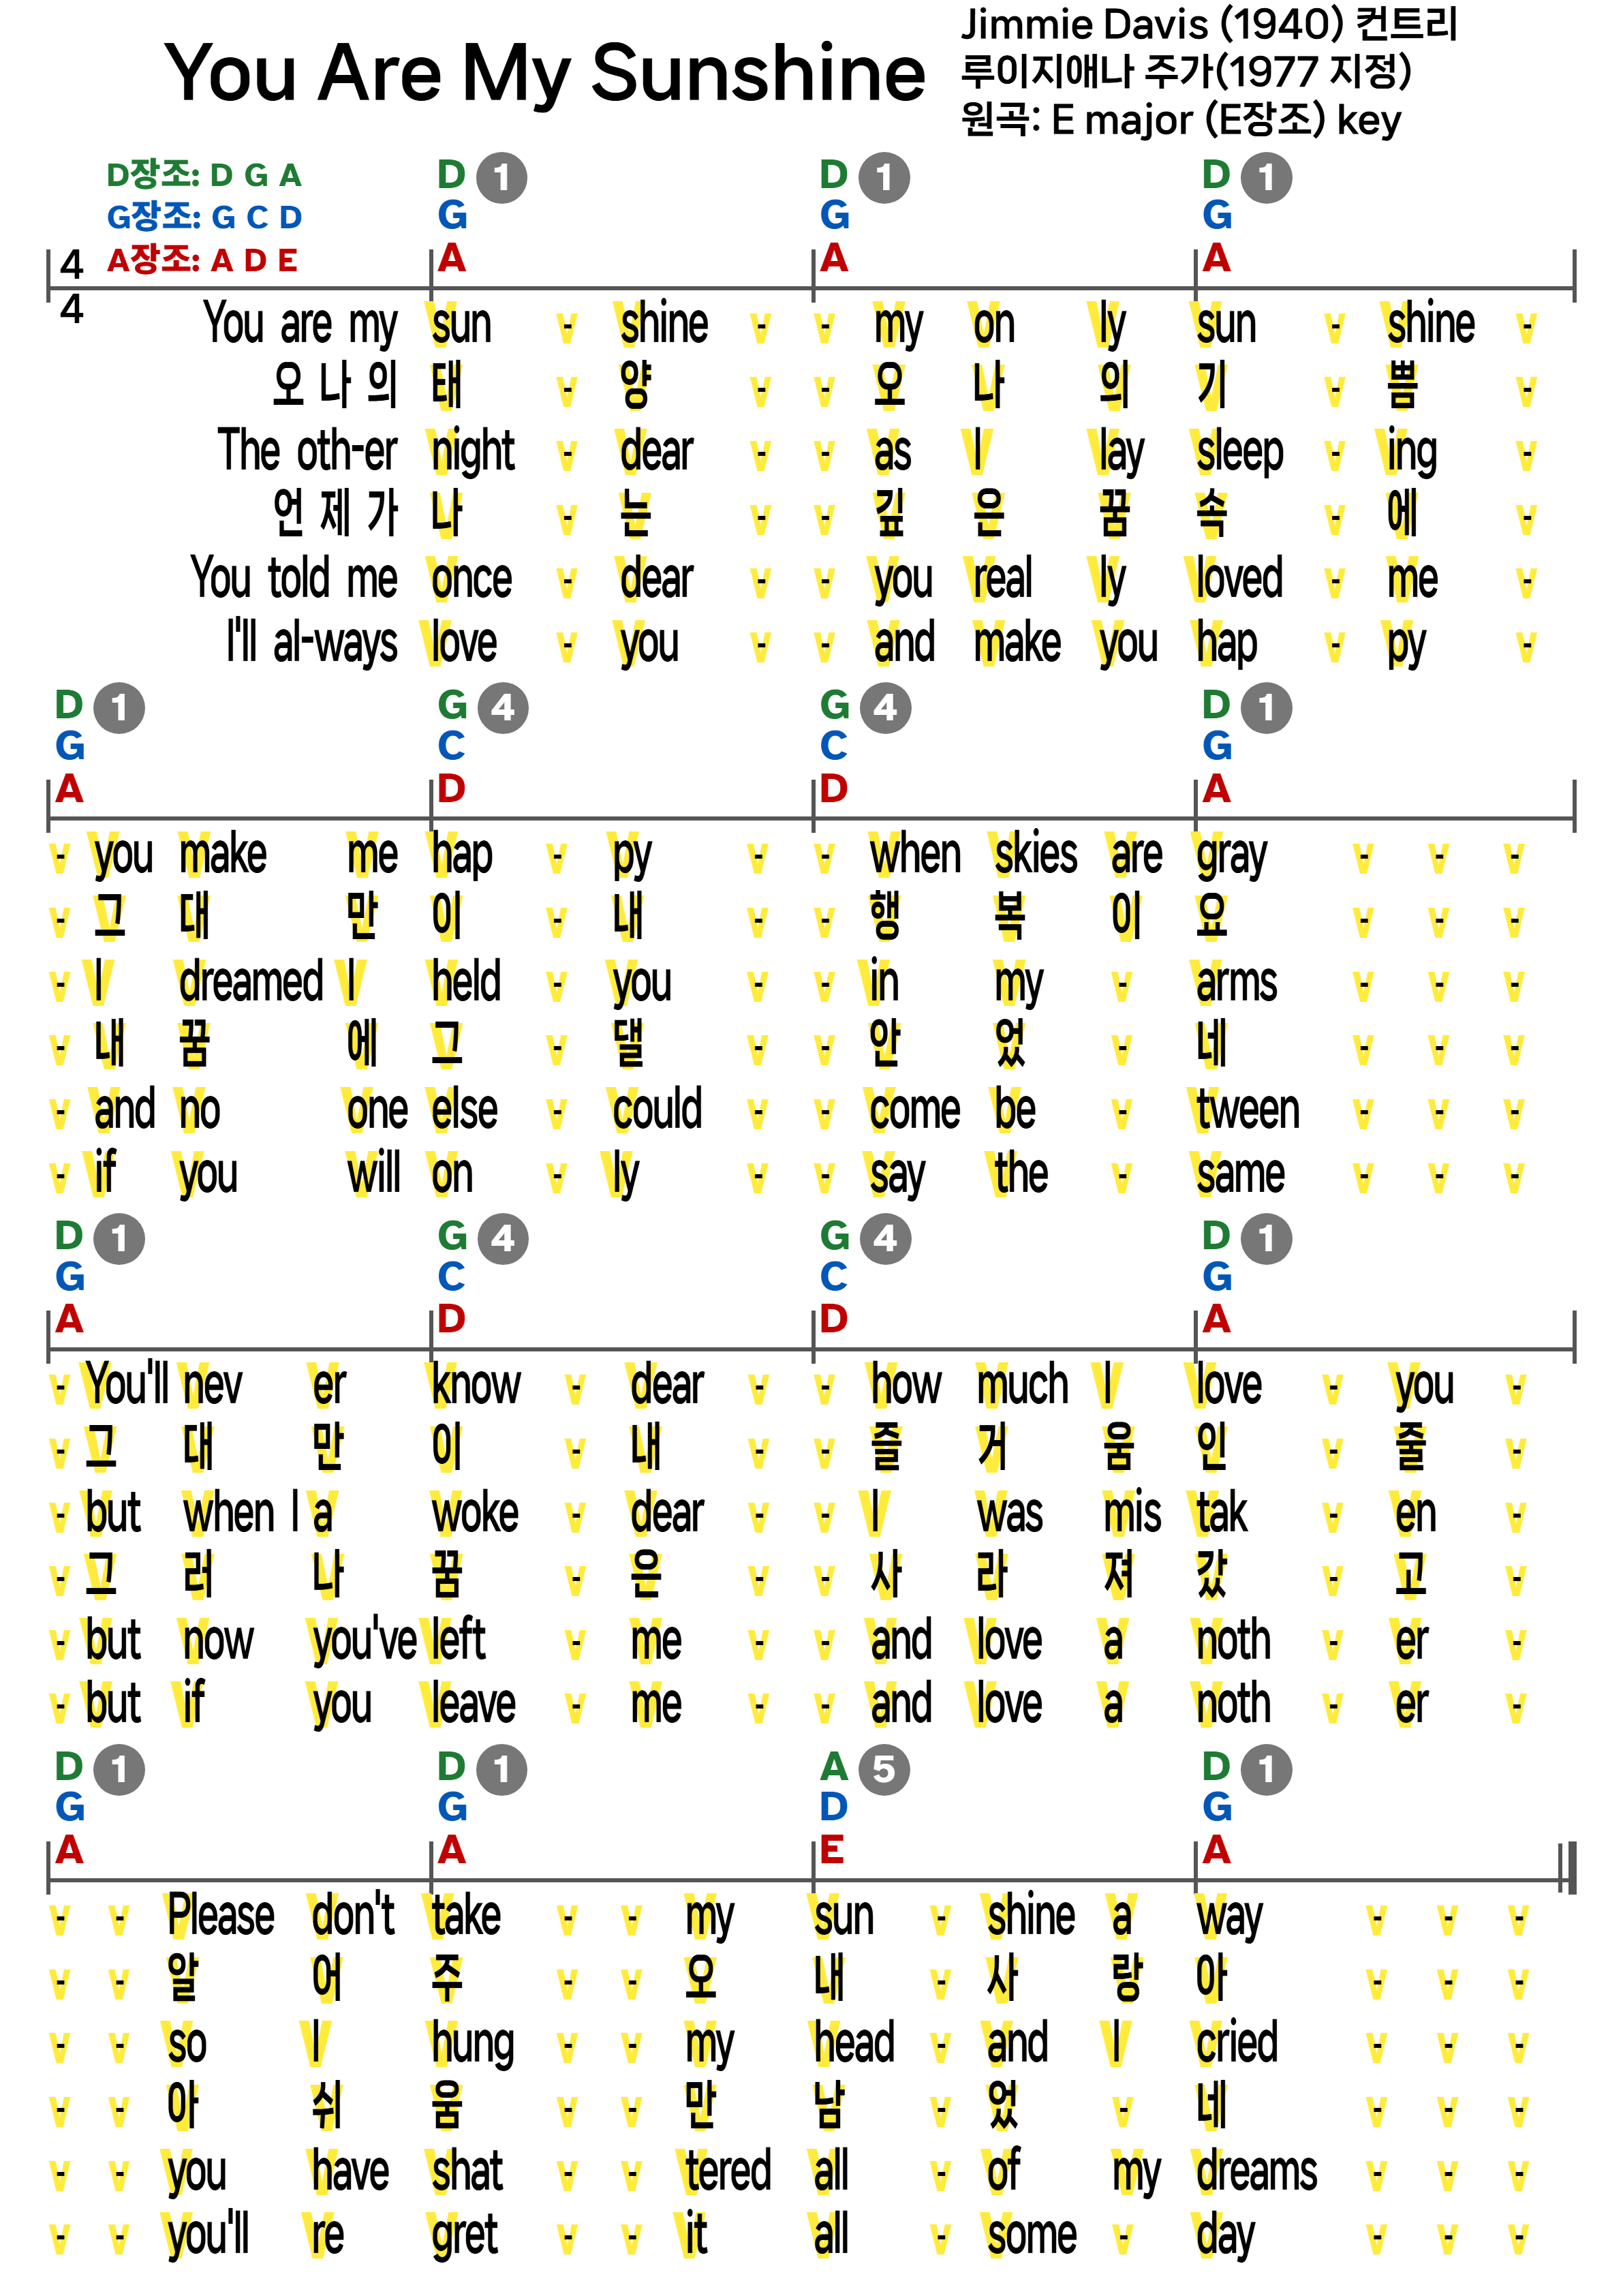 You Are My Sunshine
Jimmie Davis (1940) 컨트리
루이지애나 주가(1977 지정)
원곡: E major (E장조) key
D장조: D G A
G장조: G C D
A장조: A D E
D 1 D 1 D 1
G G G
A A A
4
4
You are my sun - shine - - my on ly sun - shine -
오 나 의 태 - 양 - - 오 나 의 기 - 쁨 -
The oth-er night - dear - - as I lay sleep - ing -
언 제 가 나 - 는 - - 깊 은 꿈 속 - 에 -
You told me once - dear - - you real ly loved - me -
I'll al-ways love - you - - and make you hap - py -
D 1 G 4 G 4 D 1
G C C G
A D D A
- you make me hap - py - - when skies are gray - - -
- 그 대 만 이 - 내 - - 행 복 이 요 - - -
- I dreamed I held - you - - in my - arms - - -
- 내 꿈 에 그 - 댈 - - 안 었 - 네 - - -
- and no one else - could - - come be - tween - - -
- if you will on - ly - - say the - same - - -
D 1 G 4 G 4 D 1
G C C G
A D D A
- You'll nev er know - dear - - how much I love - you -
- 그 대 만 이 - 내 - - 즐 거 움 인 - 줄 -
- but when I a woke - dear - - I was mis tak - en -
- 그 러 나 꿈 - 은 - - 사 라 져 갔 - 고 -
- but now you've left - me - - and love a noth - er -
- but if you leave - me - - and love a noth - er -
D 1 D 1 A 5 D 1
G G D G
A A E A
- - Please don't take - - my sun - shine a way - - -
- - 알 어 주 - - 오 내 - 사 랑 아 - - -
- - so I hung - - my head - and I cried - - -
- - 아 쉬 움 - - 만 남 - 었 - 네 - - -
- - you have shat - - tered all - of my dreams - - -
- - you'll re gret - - it all - some - day - - -